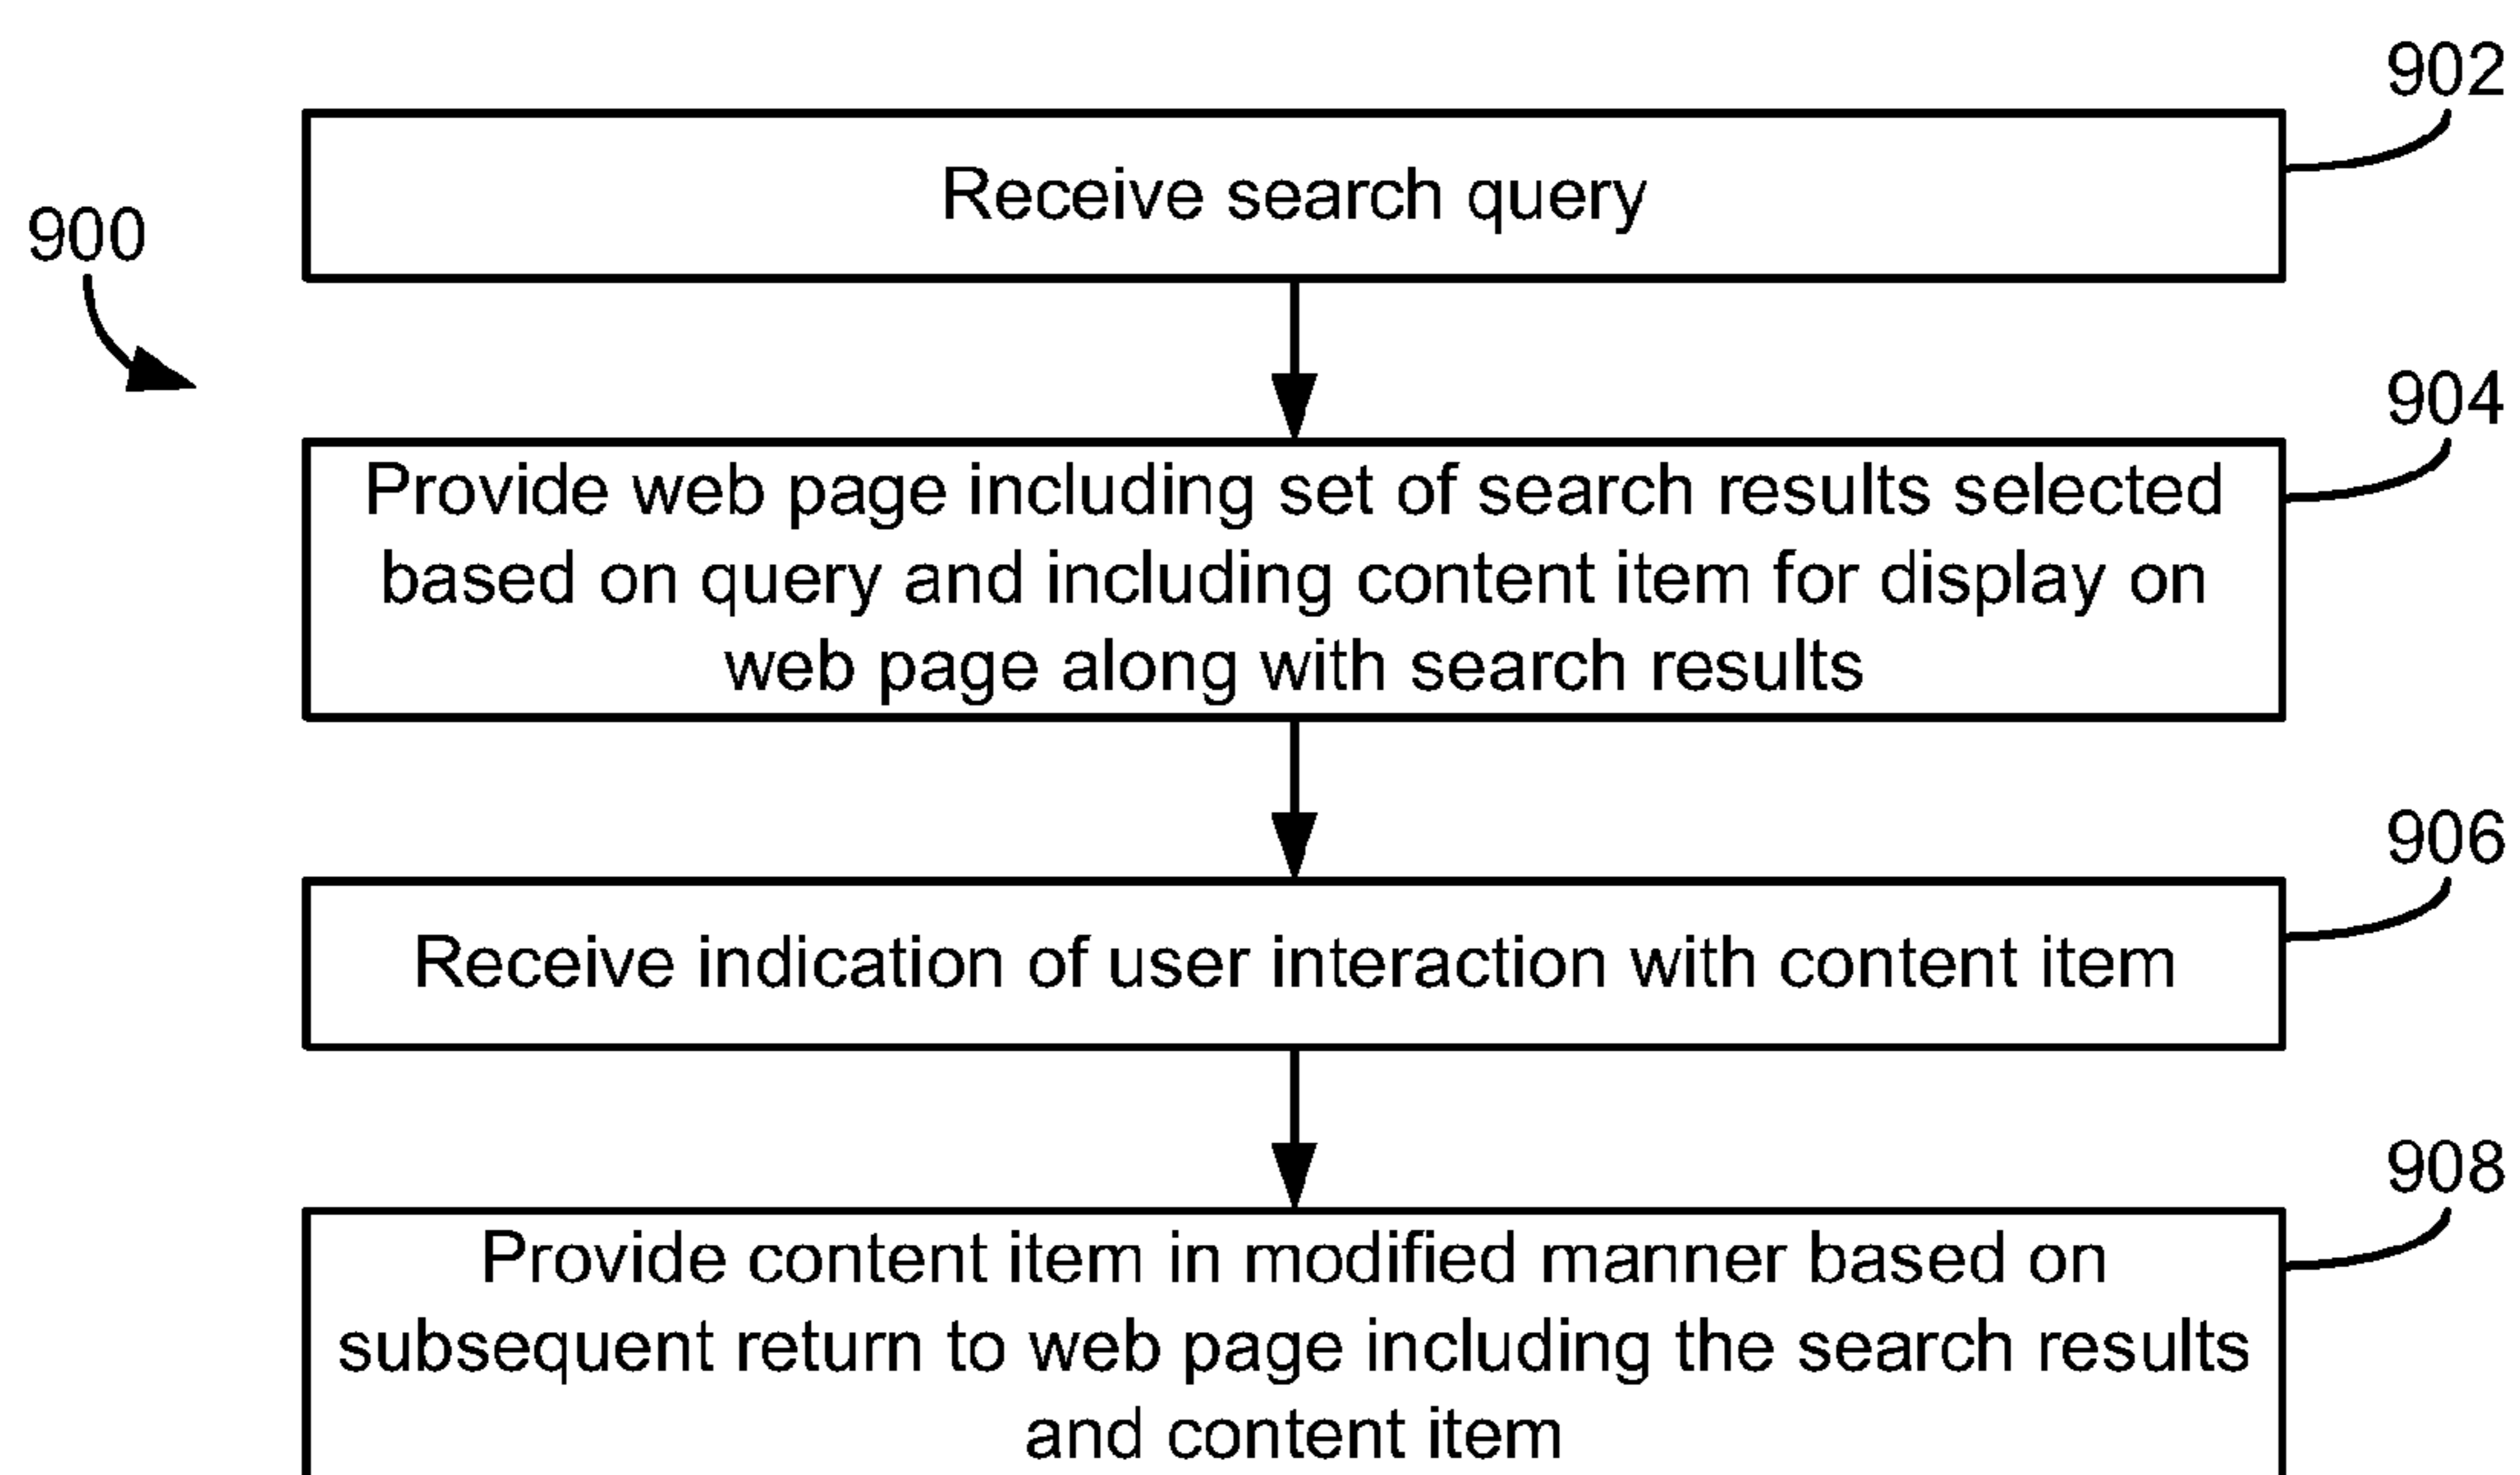 902
Receive search query
900
904
Provide web page including set of search results selected
based on query and including content item for display on
web page along with search results
906
Receive indication of user interaction with content item
908
Provide content item in modified manner based on
subsequent return to web page including the search results
and content item